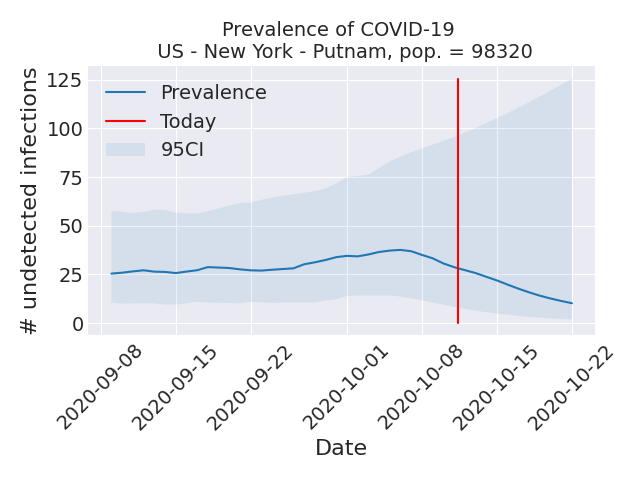 Prevalence of COVID-19
US - New York - Putnam, pop. = 98320
# undetected infections
125
100
75
50
25
0
Prevalence
Today
95CI
2020-09-08
2020-09-15
2020-09-22
2020-10-01
2020-10-08
2020-10-15
2020-10-22
Date